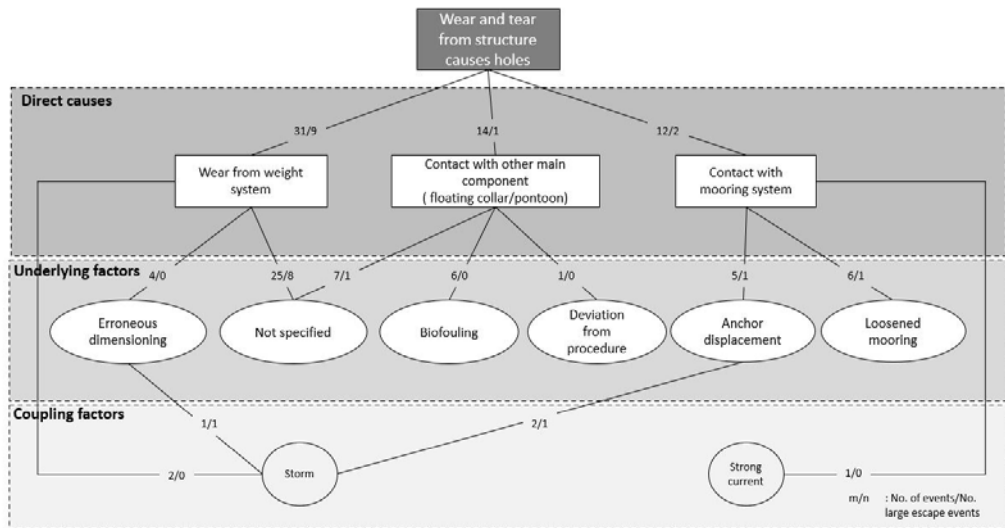 Wear and tear
from structure
causes holes
Direct causes
31/9
14/1
12/2
Wear from weight
system
Contact with other main
component
( floating collar/pontoon)
Contact with
mooring system
Underlying factors
4/0
25/8
7/1
6/0
1/0
5/1
6/1
Erroneous
dimensioning
Not specified
Biofouling
Deviation
from
procedure
Anchor
displacement
Loosened
mooring
Coupling factors
1/1
2/1
2/0
Storm
Strong
current
1/0
m/n : No. of events/No.
large escape events